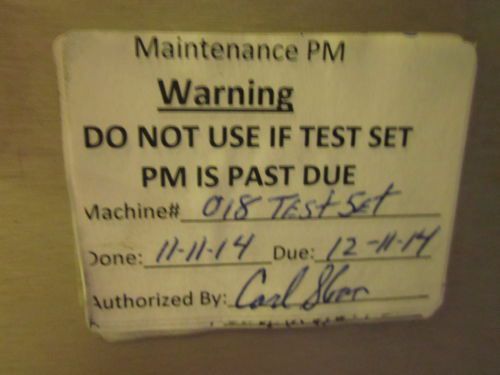 Maintenance PM
Warning
DO NOT USE IF TEST SET
PM IS PAST DUE
Machine# 018 TEST SET
Done: 11-11-14 Due: 12-11-14
Authorized By: Carl